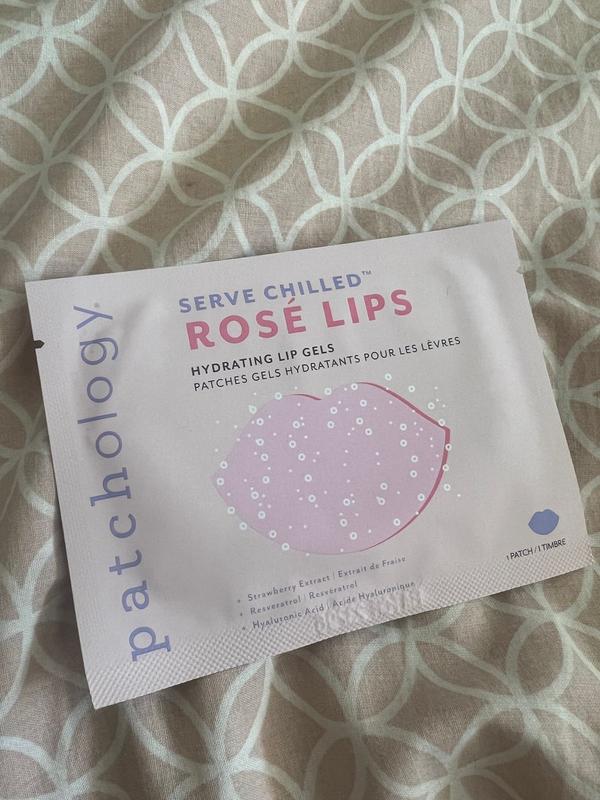 patchology.
SERVE CHILLED™
ROSÉ LIPS
HYDRATING LIP GELS
PATCHES GELS HYDRATANTS POUR LES LÈVRES
1 PATCH / 1 TIMBRE
• Strawberry Extract | Extrait de Fraise
• Resveratrol | Resvératrol
• Hyaluronic Acid | Acide Hyaluronique